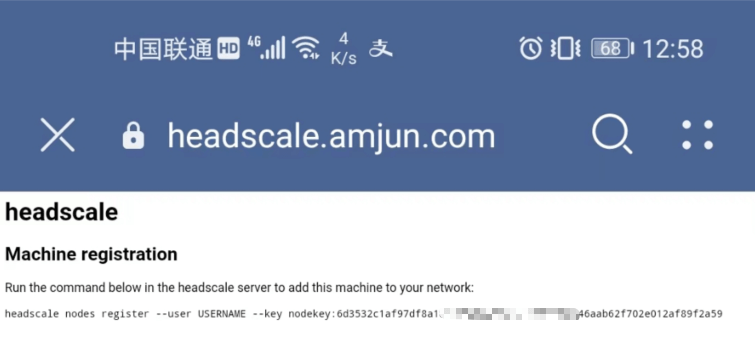 中国联通 HD 4G 4 K/s 支 68 12:58
headscale.amjun.com
headscale
Machine registration
Run the command below in the headscale server to add this machine to your network:
headscale nodes register --user USERNAME --key nodekey:6d3532c1af97df8a1 46aab62f702e012af89f2a59